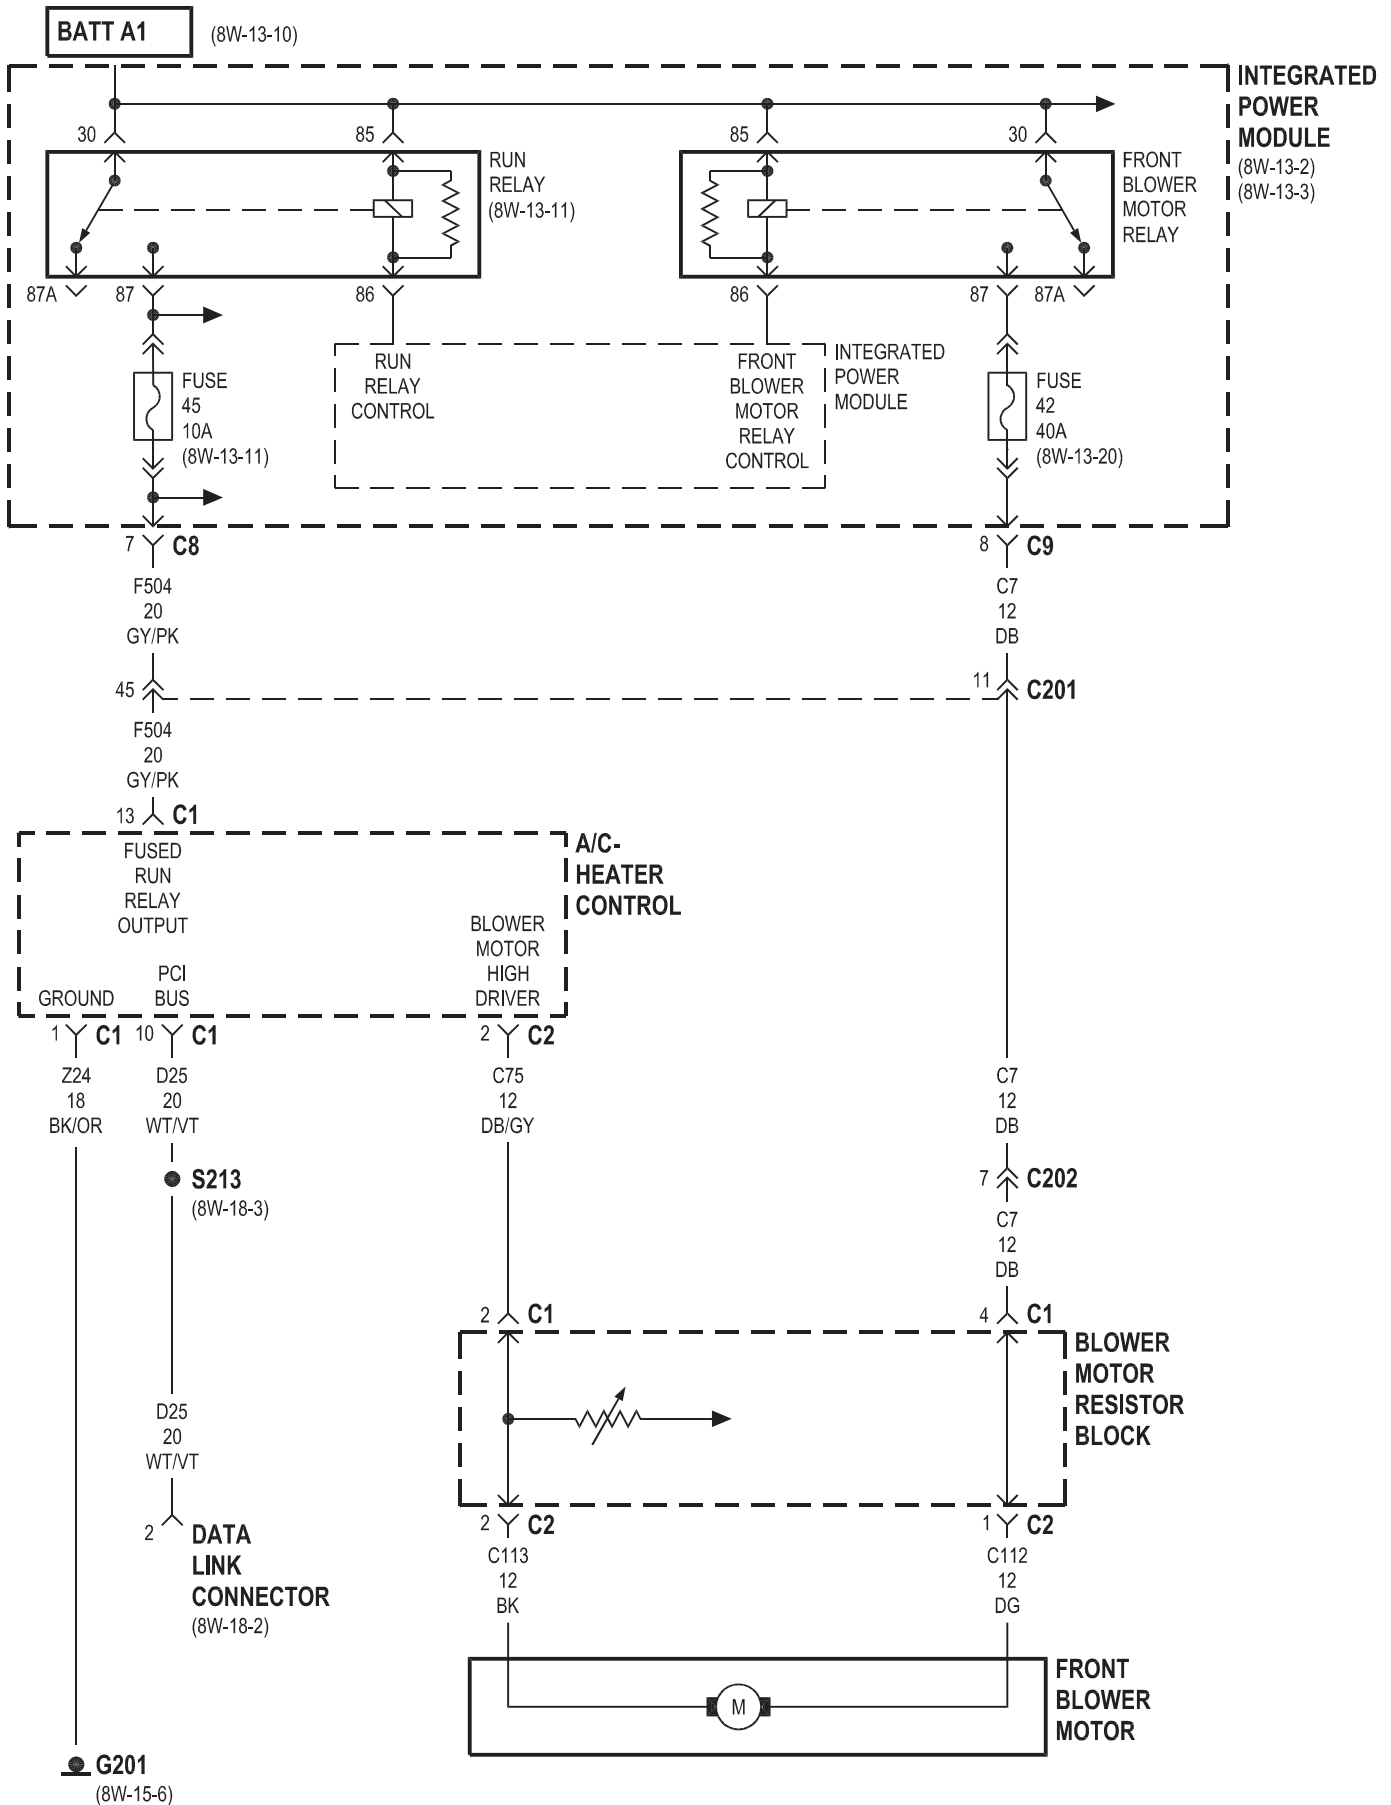 BATT A1
(8W-13-10)
INTEGRATED
POWER
MODULE
(8W-13-2)
(8W-13-3)
30
85
85
30
RUN
RELAY
(8W-13-11)
FRONT
BLOWER
MOTOR
RELAY
87A
87
86
86
87
87A
FUSE
45
10A
(8W-13-11)
RUN
RELAY
CONTROL
FRONT
BLOWER
MOTOR
RELAY
CONTROL
INTEGRATED
POWER
MODULE
FUSE
42
40A
(8W-13-20)
7
C8
8
C9
F504
20
GY/PK
C7
12
DB
45
11
C201
F504
20
GY/PK
13
C1
A/C-
HEATER
CONTROL
FUSED
RUN
RELAY
OUTPUT
BLOWER
MOTOR
HIGH
DRIVER
GROUND
PCI
BUS
1
C1
10
C1
2
C2
Z24
18
BK/OR
D25
20
WT/VT
C75
12
DB/GY
C7
12
DB
S213
(8W-18-3)
7
C202
C7
12
DB
2
C1
4
C1
BLOWER
MOTOR
RESISTOR
BLOCK
D25
20
WT/VT
2
DATA
LINK
CONNECTOR
(8W-18-2)
2
C2
1
C2
C113
12
BK
C112
12
DG
M
FRONT
BLOWER
MOTOR
G201
(8W-15-6)